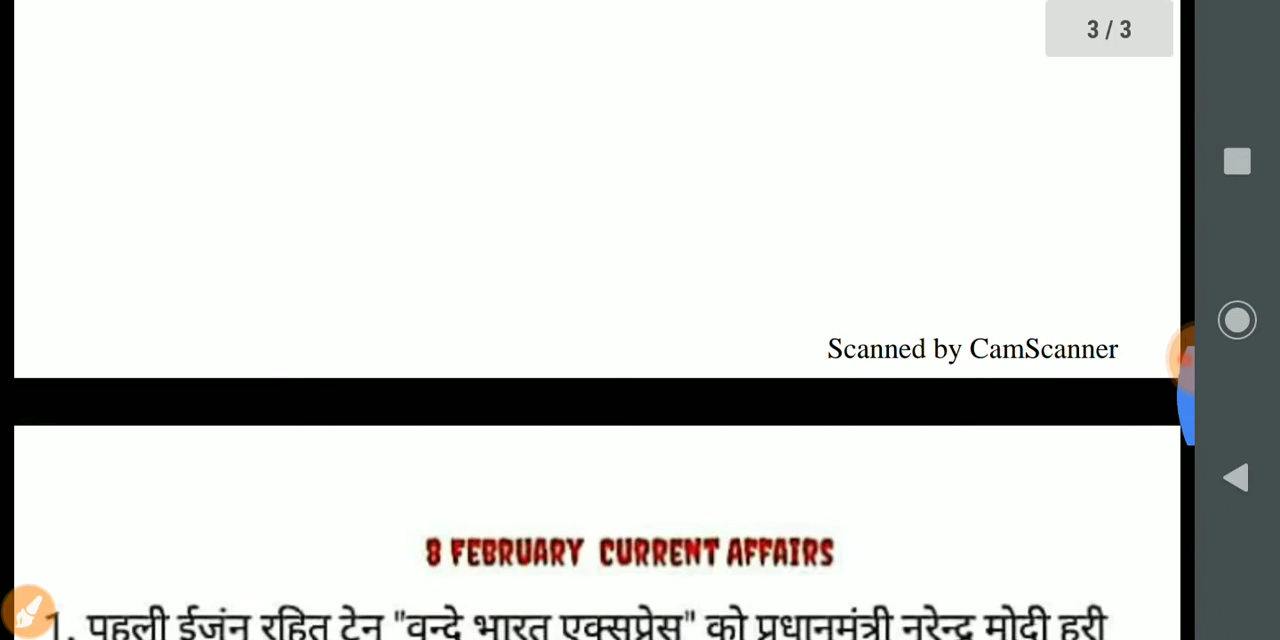 3 / 3
Scanned by CamScanner
8 FEBRUARY CURRENT AFFAIRS
1. पहली ईजंन रहित टेन "वन्दे भारत एक्सप्रेस" को प्रधानमंत्री नरेन्द्र मोदी हरी